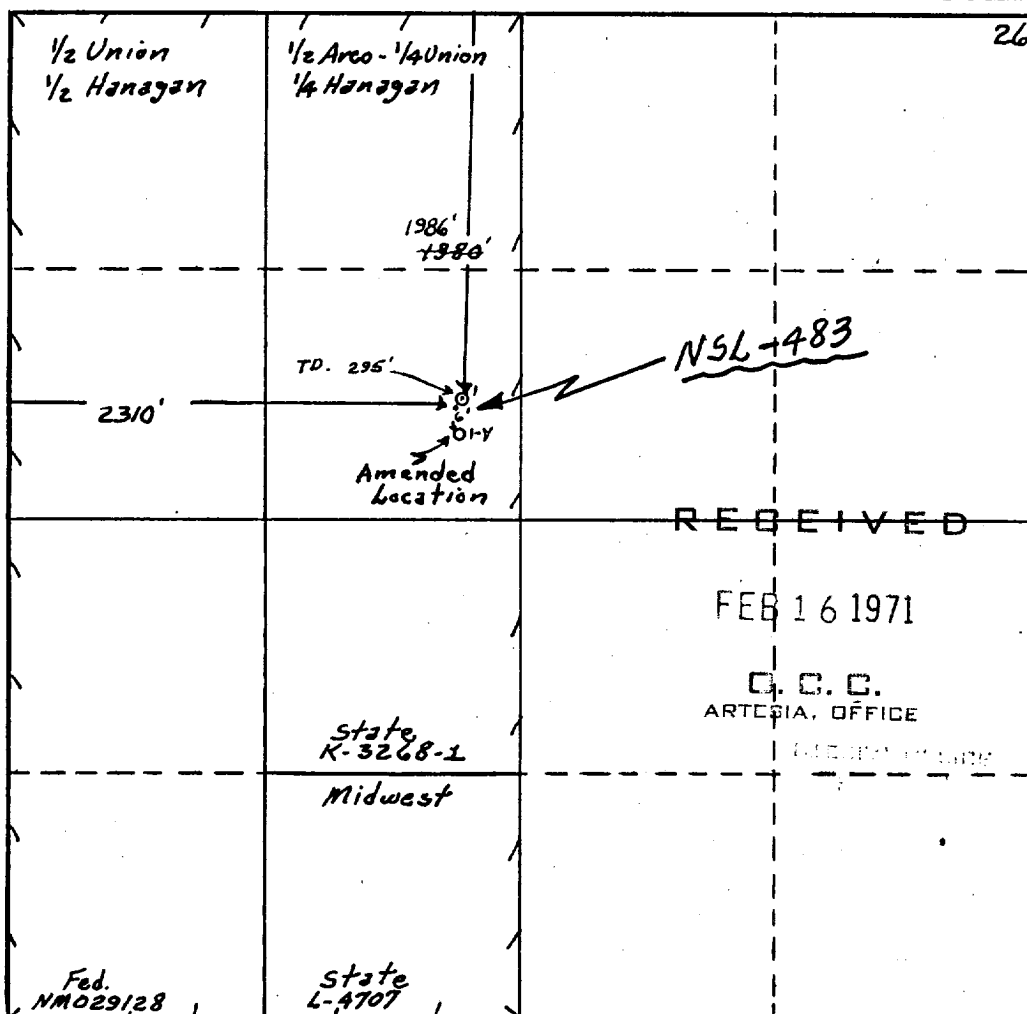 26
1/2 Union
1/2 Hanagan
1/2 Arco - 1/4 Union
1/4 Hanagan
1986'
1980'
NSL-483
TD. 295'
1
2310'
6'
1-Y
Amended
Location
RECEIVED
FEB 16 1971
O. C. C.
ARTESIA, OFFICE
State
K-3268-1
Midwest
Fed.
NM029128
State
L-4707